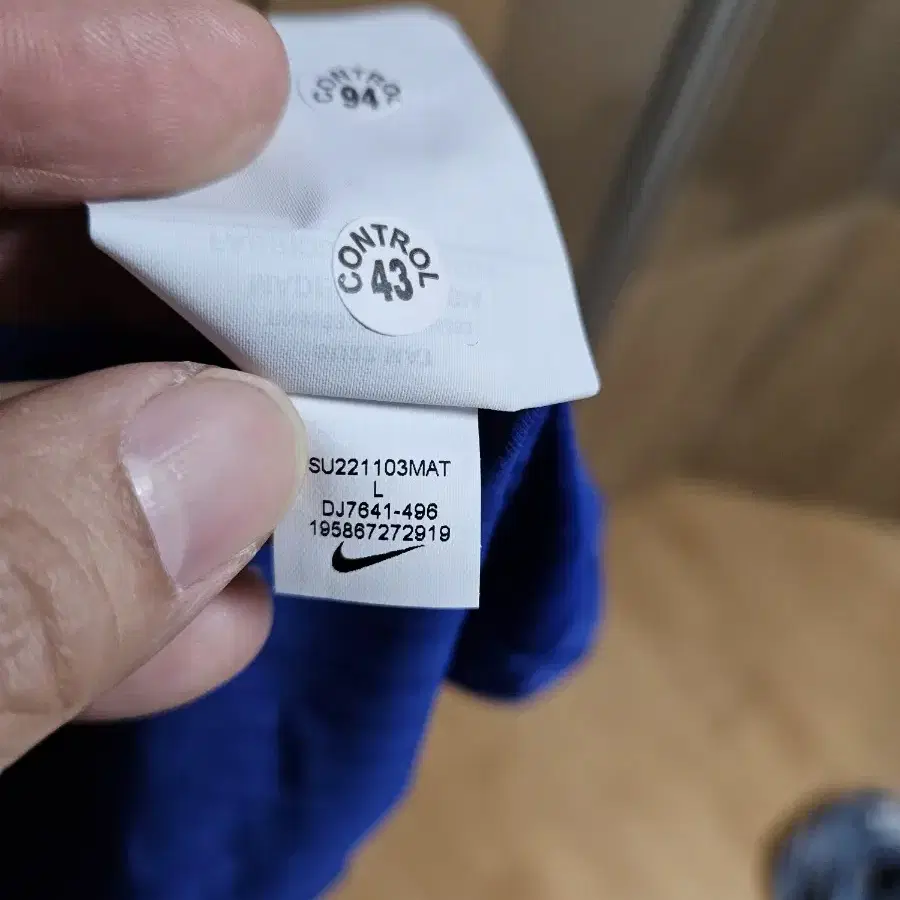 CONTROL
94
CONTROL
43
SU221103MAT
L
DJ7641-496
195867272919